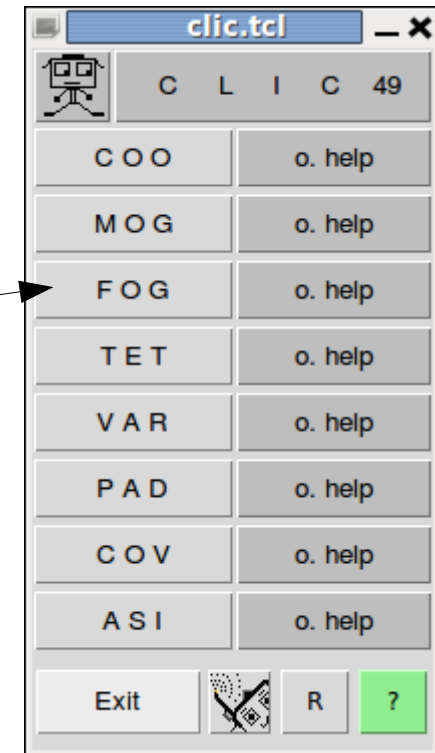 clic.tcl
C L I C 49
C O O o. help
M O G o. help
F O G o. help
T E T o. help
V A R o. help
P A D o. help
C O V o. help
A S I o. help
Exit R ?